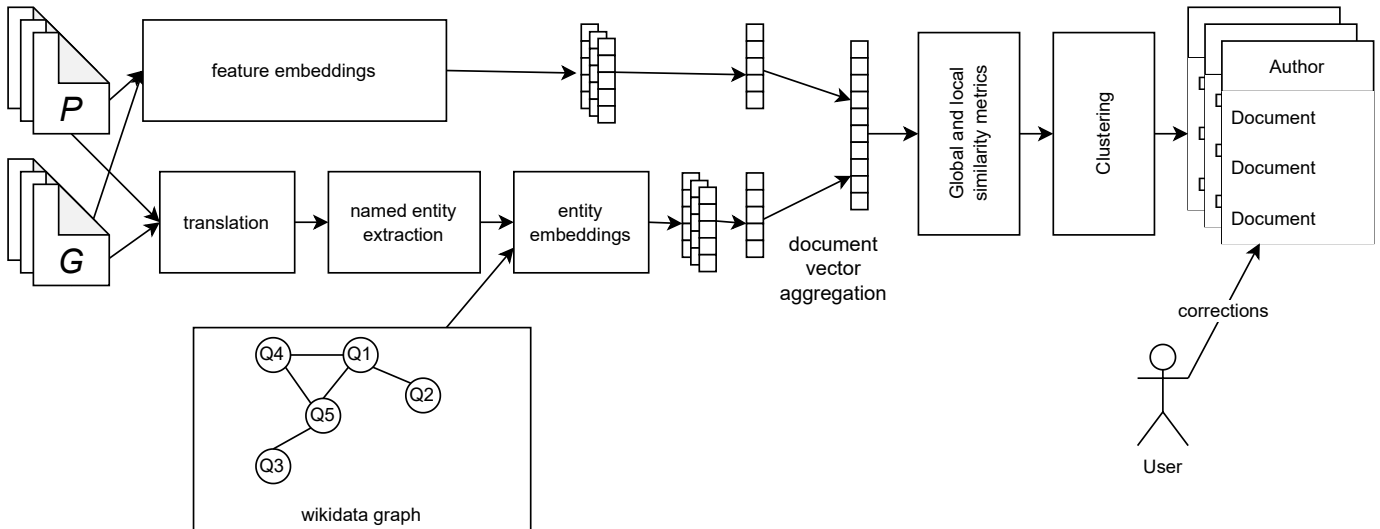 P
feature embeddings
G
translation
named entity
extraction
entity
embeddings
document
vector
aggregation
Global and local
similarity metrics
Clustering
Author
Document
Document
Document
corrections
User
Q4
Q1
Q2
Q5
Q3
wikidata graph